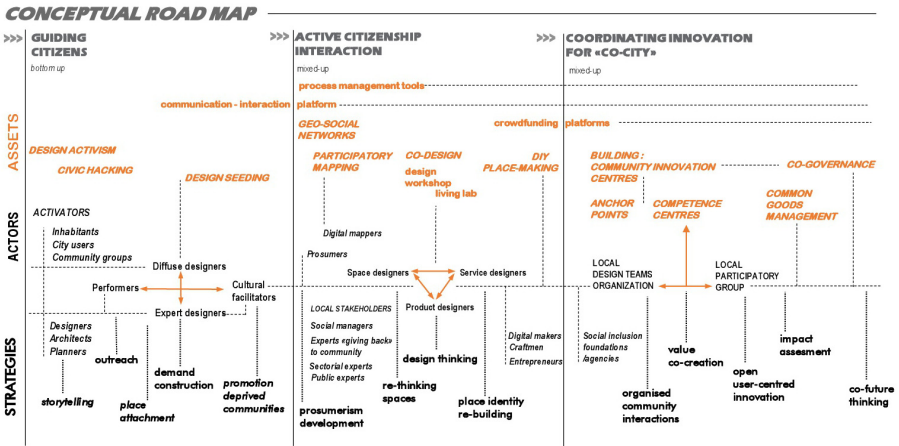 CONCEPTUAL ROAD MAP
>>> GUIDING
CITIZENS
bottom up
>>> ACTIVE CITIZENSHIP
INTERACTION
mixed-up
>>> COORDINATING INNOVATION
FOR «CO-CITY»
mixed-up
ASSETS
process management tools
communication - interaction platform
GEO-SOCIAL
NETWORKS
crowdfunding platforms
DESIGN ACTIVISM
CIVIC HACKING
DESIGN SEEDING
PARTICIPATORY
MAPPING
CO-DESIGN
design
workshop
living lab
DIY
PLACE-MAKING
BUILDING :
COMMUNITY INNOVATION
CENTRES
CO-GOVERNANCE
ANCHOR
POINTS
COMPETENCE
CENTRES
COMMON
GOODS
MANAGEMENT
ACTORS
ACTIVATORS
Inhabitants
City users
Community groups
Diffuse designers
Performers
Cultural
facilitators
Expert designers
Designers
Architects
Planners
Digital mappers
Prosumers
Space designers
Service designers
Product designers
LOCAL STAKEHOLDERS
Social managers
Experts «giving back»
to community
Sectorial experts
Public experts
Digital makers
Craftmen
Entrepreneurs
LOCAL
DESIGN TEAMS
ORGANIZATION
LOCAL
PARTICIPATORY
GROUP
Social inclusion
foundations
/agencies
STRATEGIES
storytelling
outreach
place
attachment
demand
construction
promotion
deprived
communities
prosumerism
development
re-thinking
spaces
design thinking
place identity
re-building
organised
community
interactions
value
co-creation
open
user-centred
innovation
impact
assesment
co-future
thinking